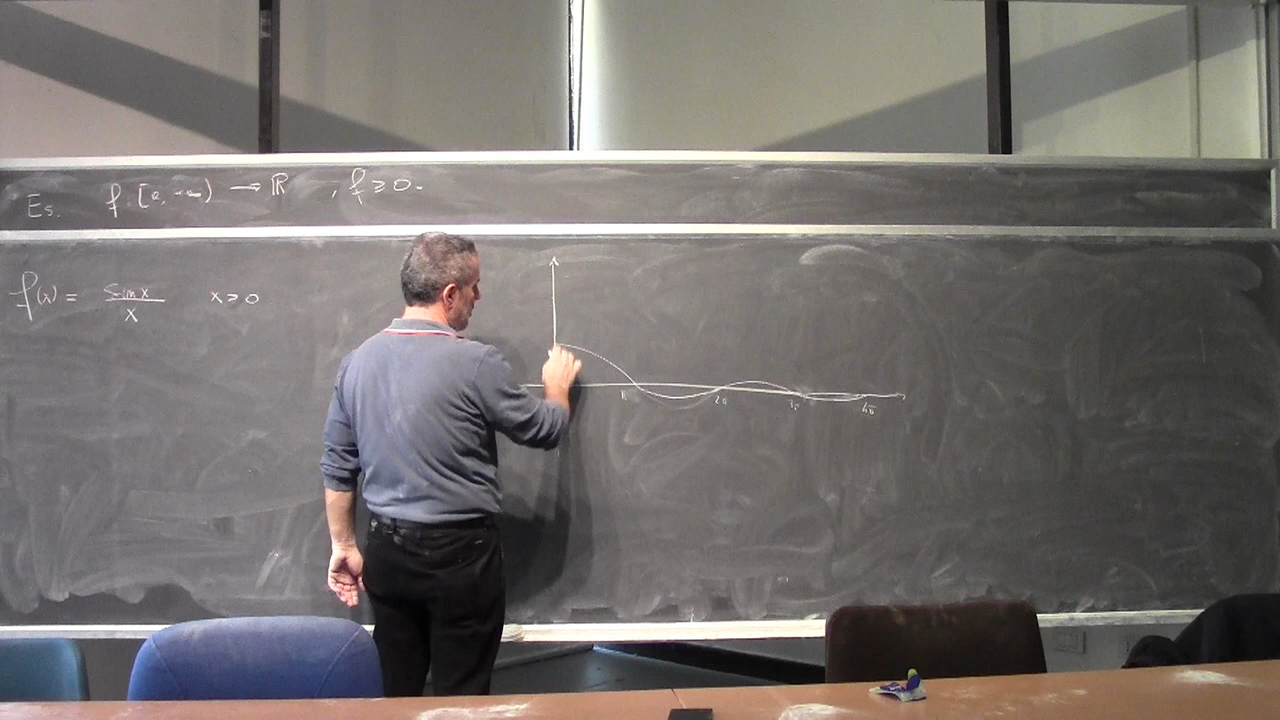 Es. f: [a, +∞) → ℝ , f ≥ 0.
f(x) = sin x / x x > 0
π 2π 3π 4π